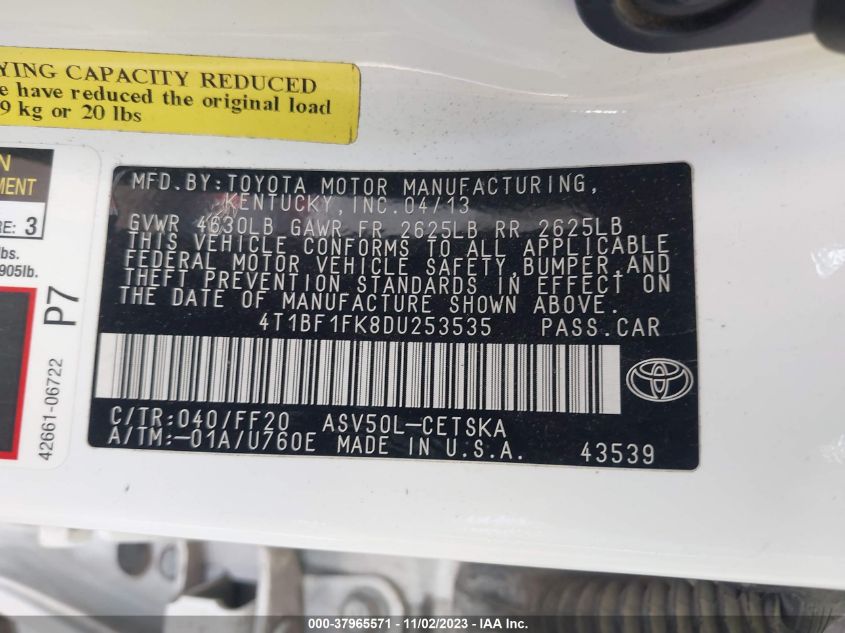 YING CAPACITY REDUCED
e have reduced the original load
9 kg or 20 lbs
N
MENT
RE: 3
lbs.
905lb.
P7
42661-06722
MFD.BY:TOYOTA MOTOR MANUFACTURING,
KENTUCKY, INC.04/13
GVWR 4630LB GAWR FR 2625LB RR 2625LB
THIS VEHICLE CONFORMS TO ALL APPLICABLE
FEDERAL MOTOR VEHICLE SAFETY,BUMPER,AND
THEFT PREVENTION STANDARDS IN EFFECT ON
THE DATE OF MANUFACTURE SHOWN ABOVE.
4T1BF1FK8DU253535 PASS.CAR
C/TR:040/FF20 ASV50L-CETSKA
A/TM:-01A/U760E MADE IN U.S.A. 43539
000-37965571 - 11/02/2023 - IAA Inc.